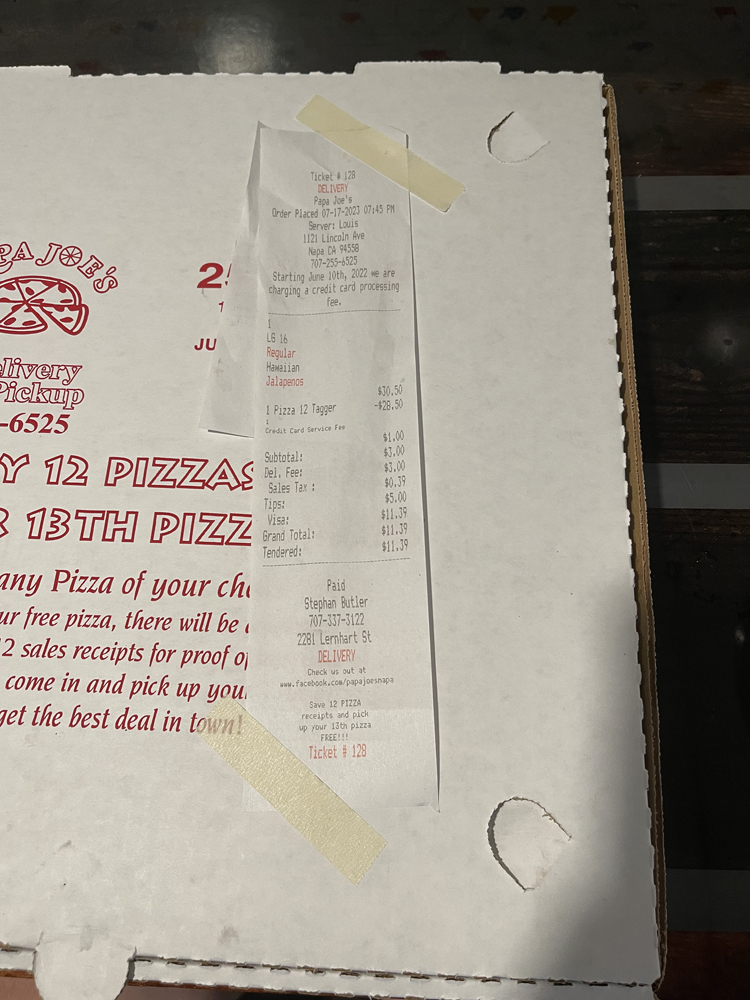 PA JOE'S
elivery
Pickup
-6525
2
JU
Y 12 PIZZAS
13TH PIZZ
any Pizza of your
ur free pizza, there will be
2 sales receipts for proof
come in and pick up
get the best deal in town!
Ticket # 128
DELIVERY
Papa Joe's
Order Placed 07-17-2023 07:45 PM
Server: Louis
1121 Lincoln Ave
Napa CA 94558
707-255-6525
Starting June 10th, 2022 we are
charging a credit card processing
fee.
1
LG 16
Regular
Hawaiian
Jalapenos
$30.50
1 Pizza 12 Tagger -$28.50
1
Credit Card Service Fee
$1.00
Subtotal: $3.00
Del. Fee: $3.00
Sales Tax : $0.39
Tips: $5.00
Visa: $11.39
Grand Total: $11.39
Tendered: $11.39
Paid
Stephan Butler
707-337-3122
2281 Lernhart St
DELIVERY
Check us out at
www.facebook.com/papajoesnapa
Save 12 PIZZA
receipts and pick
up your 13th pizza
FREE!!!
Ticket # 128